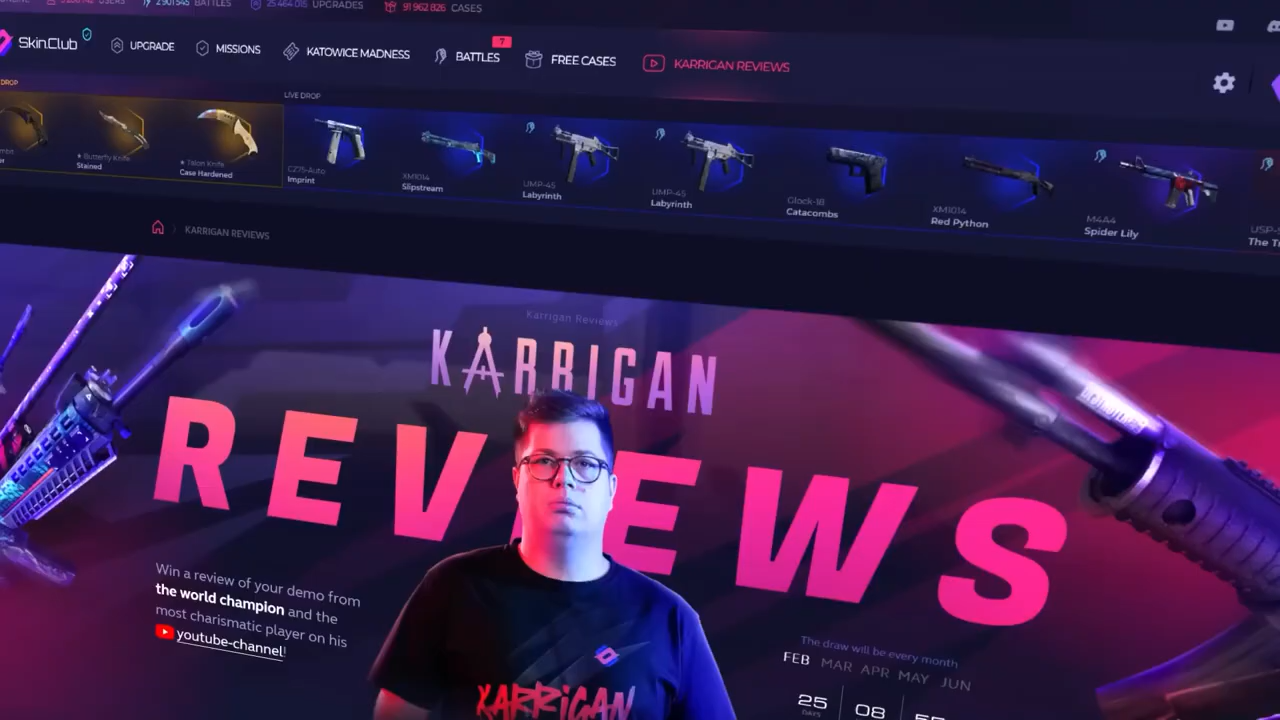 USERS
2 901 545 BATTLES
25 464 015 UPGRADES
91 962 826 CASES
Skin.Club
UPGRADE
MISSIONS
KATOWICE MADNESS
BATTLES
7
FREE CASES
KARRIGAN REVIEWS
DROP
LIVE DROP
★ Butterfly Knife
Stained
★ Talon Knife
Case Hardened
CZ75-Auto
Imprint
XM1014
Slipstream
UMP-45
Labyrinth
UMP-45
Labyrinth
Glock-18
Catacombs
XM1014
Red Python
M4A4
Spider Lily
The
KARRIGAN REVIEWS
Karrigan Reviews
KARRIGAN
REVIEWS
Win a review of your demo from
the world champion and the
most charismatic player on his
youtube-channel!
The draw will be every month
FEB MAR APR MAY JUN
25 08
DAYS
KARRIGAN